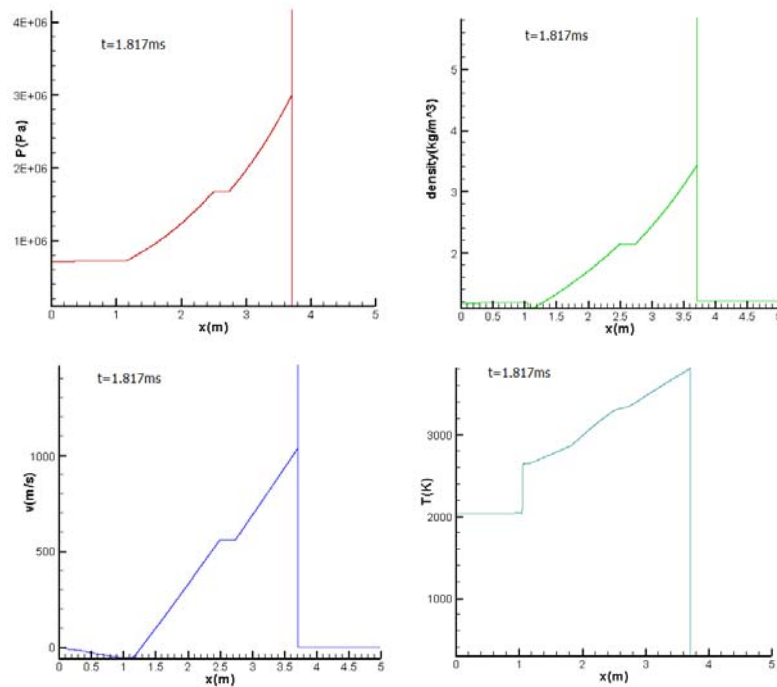 4E+06
t=1.817ms
3E+06
P(Pa)
2E+06
1E+06
0 1 2 3 4 5
x(m)
t=1.817ms
5
density(kg/m^3)
4
3
2
0 0.5 1 1.5 2 2.5 3 3.5 4 4.5 5
x(m)
t=1.817ms
1000
v(m/s)
500
0
0 0.5 1 1.5 2 2.5 3 3.5 4 4.5 5
x(m)
t=1.817ms
3000
T(K)
2000
1000
0 1 2 3 4 5
x(m)